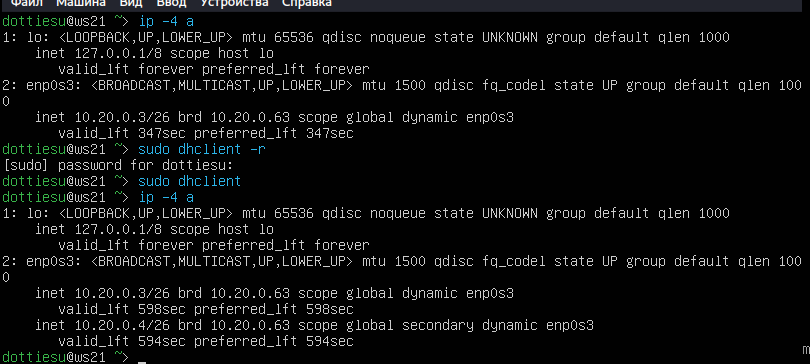 Файл Машина Вид Ввод Устройства Справка
dottiesu@ws21 ~> ip -4 a
1: lo: <LOOPBACK,UP,LOWER_UP> mtu 65536 qdisc noqueue state UNKNOWN group default qlen 1000
    inet 127.0.0.1/8 scope host lo
       valid_lft forever preferred_lft forever
2: enp0s3: <BROADCAST,MULTICAST,UP,LOWER_UP> mtu 1500 qdisc fq_codel state UP group default qlen 100
0
    inet 10.20.0.3/26 brd 10.20.0.63 scope global dynamic enp0s3
       valid_lft 347sec preferred_lft 347sec
dottiesu@ws21 ~> sudo dhclient -r
[sudo] password for dottiesu:
dottiesu@ws21 ~> sudo dhclient
dottiesu@ws21 ~> ip -4 a
1: lo: <LOOPBACK,UP,LOWER_UP> mtu 65536 qdisc noqueue state UNKNOWN group default qlen 1000
    inet 127.0.0.1/8 scope host lo
       valid_lft forever preferred_lft forever
2: enp0s3: <BROADCAST,MULTICAST,UP,LOWER_UP> mtu 1500 qdisc fq_codel state UP group default qlen 100
0
    inet 10.20.0.3/26 brd 10.20.0.63 scope global dynamic enp0s3
       valid_lft 598sec preferred_lft 598sec
    inet 10.20.0.4/26 brd 10.20.0.63 scope global secondary dynamic enp0s3
       valid_lft 594sec preferred_lft 594sec
dottiesu@ws21 ~> _
m